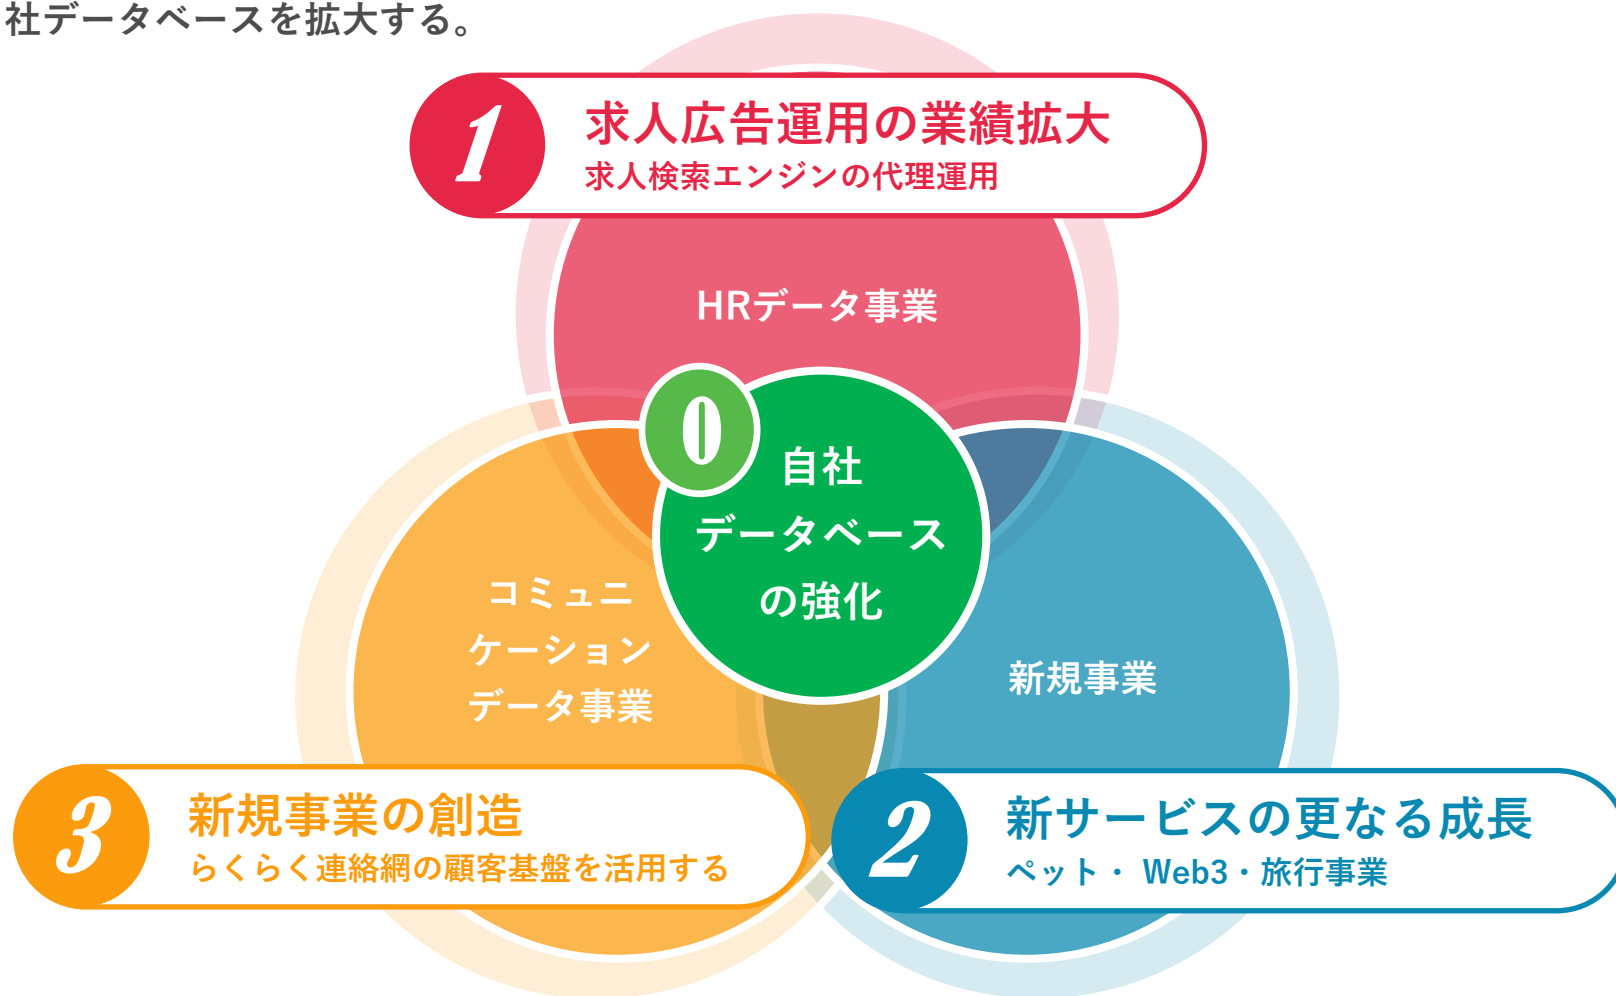 社データベースを拡大する。
1
求人広告運用の業績拡大
求人検索エンジンの代理運用
HRデータ事業
0
自社
データベース
の強化
コミュニ
ケーション
データ事業
新規事業
3
新規事業の創造
らくらく連絡網の顧客基盤を活用する
2
新サービスの更なる成長
ペット・ Web3・旅行事業